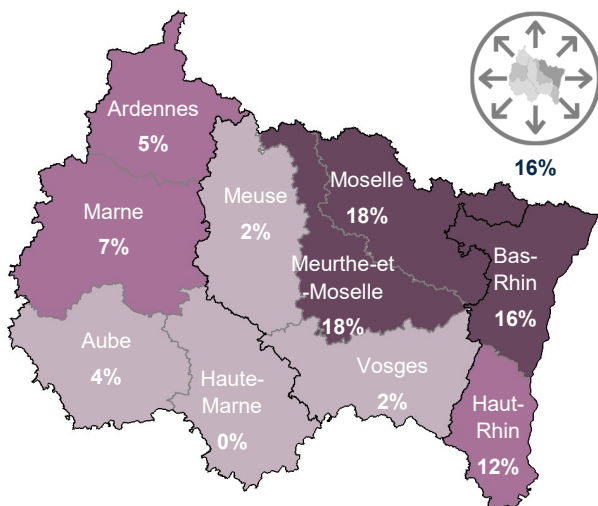 Ardennes
5%
16%
Moselle
18%
Meuse
2%
Marne
7%
Meurthe-et
-Moselle
18%
Bas-
Rhin
16%
Aube
4%
Haute-
Marne
0%
Vosges
2%
Haut-
Rhin
12%